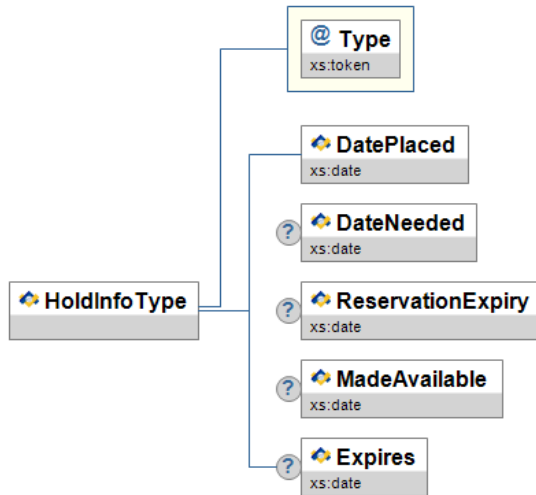 @ Type
xs:token
DatePlaced
xs:date
? DateNeeded
xs:date
HoldInfoType
? ReservationExpiry
xs:date
? MadeAvailable
xs:date
? Expires
xs:date